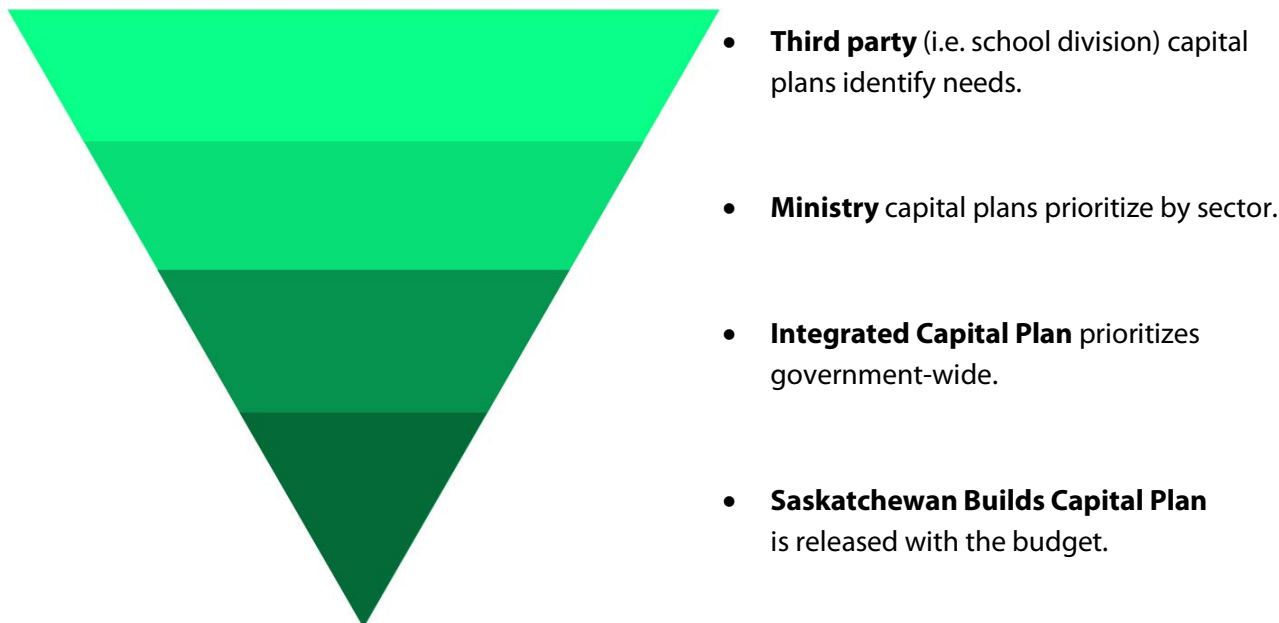 • Third party (i.e. school division) capital
plans identify needs.
• Ministry capital plans prioritize by sector.
• Integrated Capital Plan prioritizes
government-wide.
• Saskatchewan Builds Capital Plan
is released with the budget.